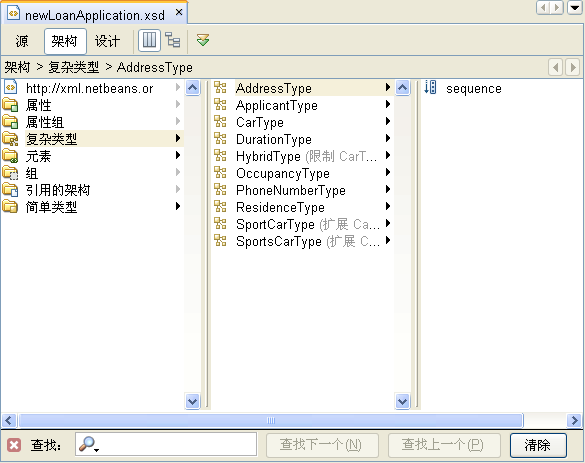 newLoanApplication.xsd ×
源 架构 设计
架构 > 复杂类型 > AddressType
http://xml.netbeans.or
属性
属性组
复杂类型
元素
组
引用的架构
简单类型
AddressType
ApplicantType
CarType
DurationType
HybridType (限制 CarT...
OccupancyType
PhoneNumberType
ResidenceType
SportCarType (扩展 Ca...
SportsCarType (扩展 C...
sequence
查找: 查找下一个(N) 查找上一个(P) 清除